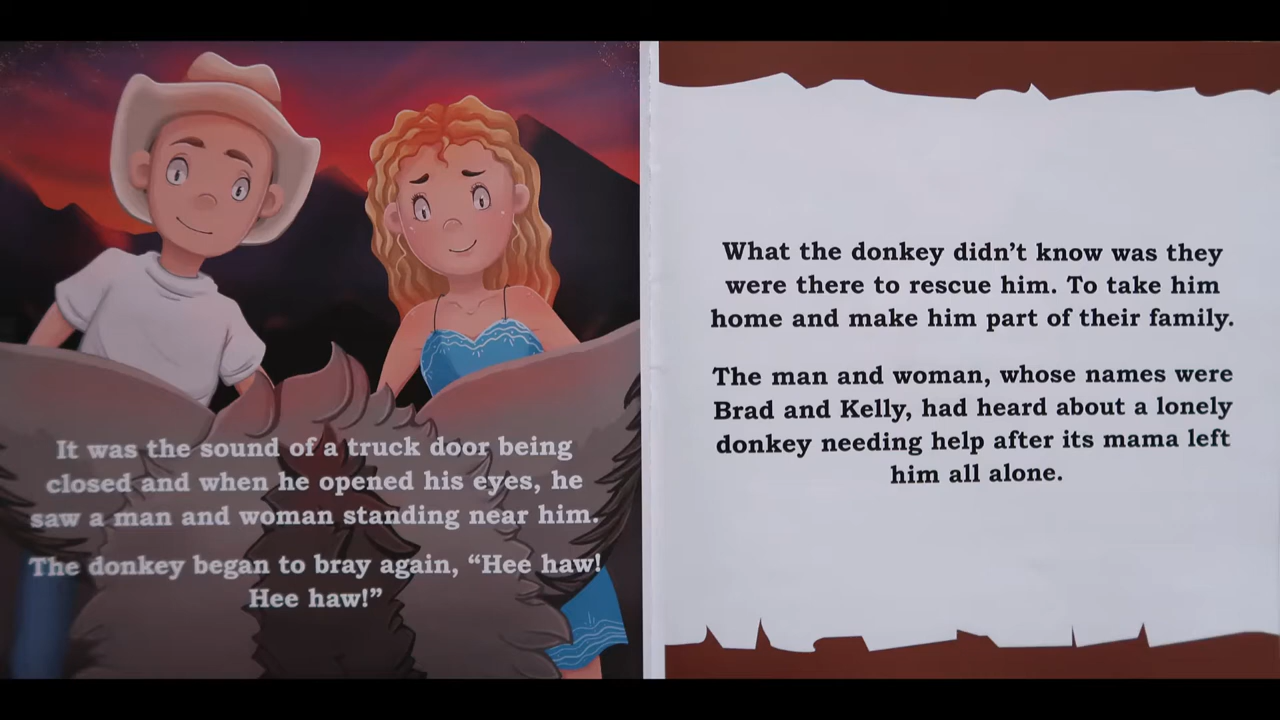 It was the sound of a truck door being
closed and when he opened his eyes, he
saw a man and woman standing near him.
The donkey began to bray again, “Hee haw!
Hee haw!”
What the donkey didn’t know was they
were there to rescue him. To take him
home and make him part of their family.
The man and woman, whose names were
Brad and Kelly, had heard about a lonely
donkey needing help after its mama left
him all alone.